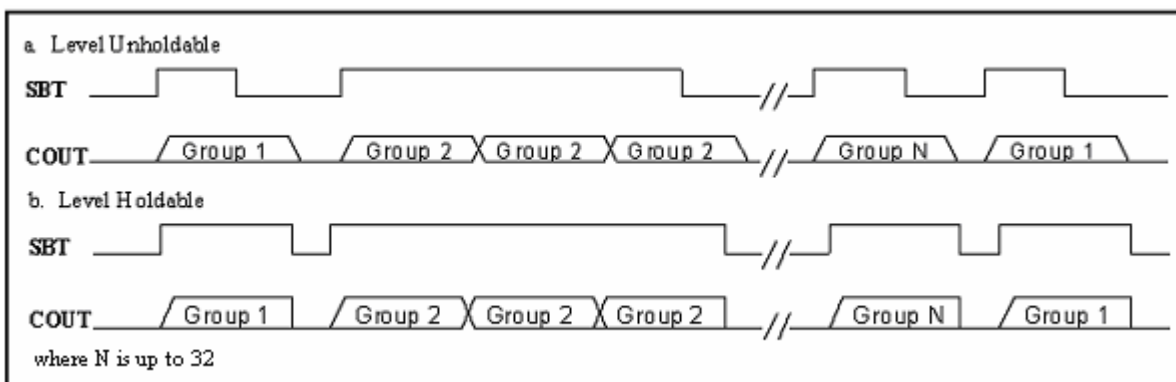 a. Level Unholdable
SBT
COUT Group 1 Group 2 Group 2 Group 2 Group N Group 1
b. Level Holdable
SBT
COUT Group 1 Group 2 Group 2 Group 2 Group N Group 1
where N is up to 32